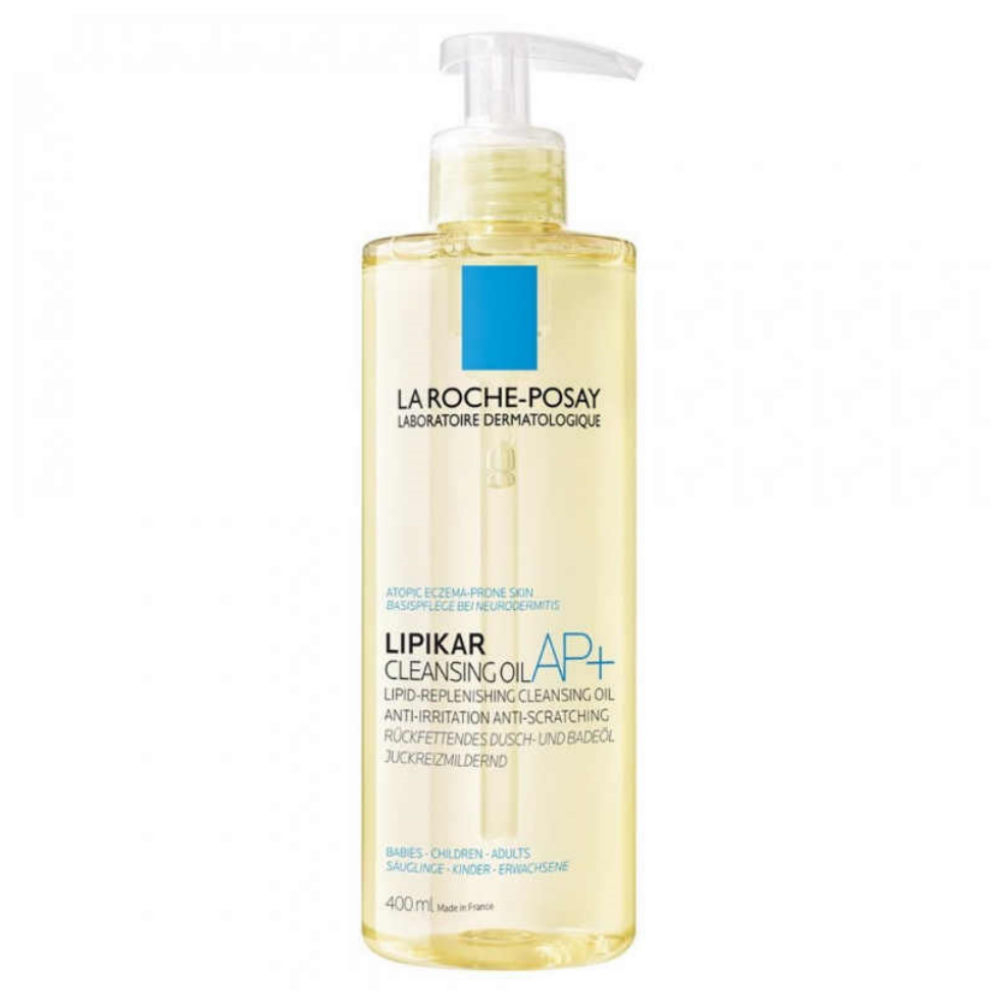 LA ROCHE-POSAY
LABORATOIRE DERMATOLOGIQUE
ATOPIC ECZEMA-PRONE SKIN
BASISPFLEGE BEI NEURODERMITIS
LIPIKAR
CLEANSING OIL AP+
LIPID-REPLENISHING CLEANSING OIL
ANTI-IRRITATION ANTI-SCRATCHING
RÜCKFETTENDES DUSCH- UND BADEÖL
JUCKREIZMILDERND
BABIES - CHILDREN - ADULTS
SÄUGLINGE - KINDER - ERWACHSENE
400 ml Made in France